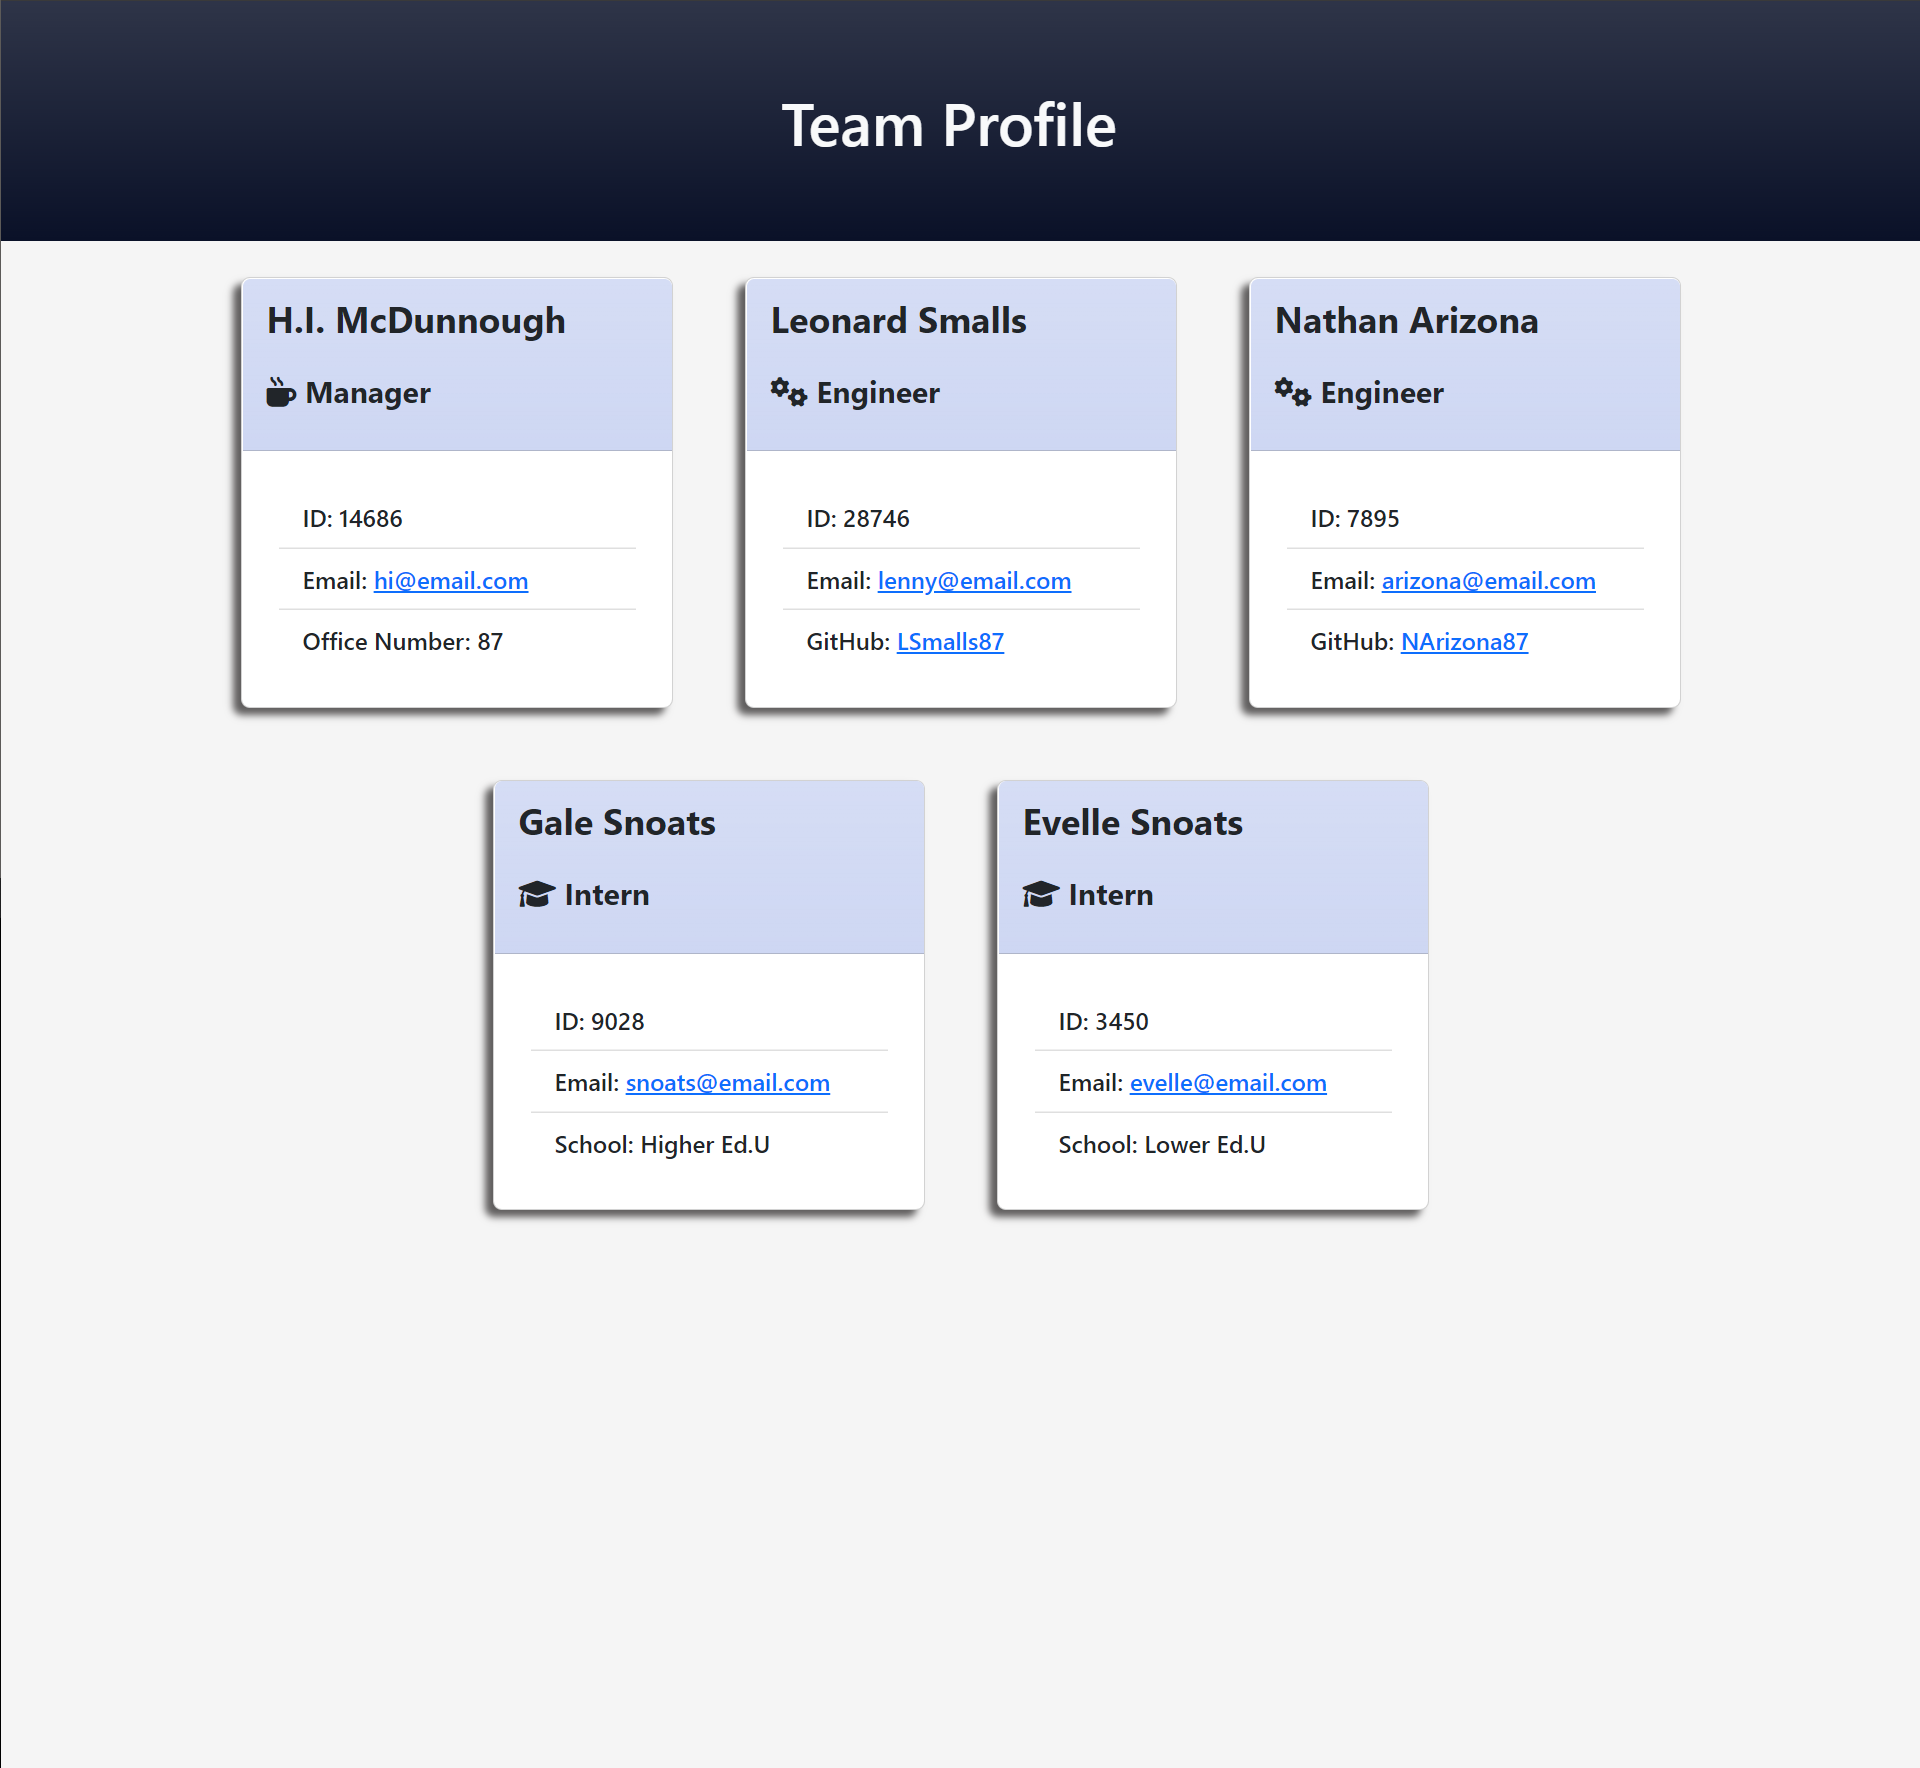 Team Profile
H.I. McDunnough
Manager
ID: 14686
Email: hi@email.com
Office Number: 87
Leonard Smalls
Engineer
ID: 28746
Email: lenny@email.com
GitHub: LSmalls87
Nathan Arizona
Engineer
ID: 7895
Email: arizona@email.com
GitHub: NArizona87
Gale Snoats
Intern
ID: 9028
Email: snoats@email.com
School: Higher Ed.U
Evelle Snoats
Intern
ID: 3450
Email: evelle@email.com
School: Lower Ed.U